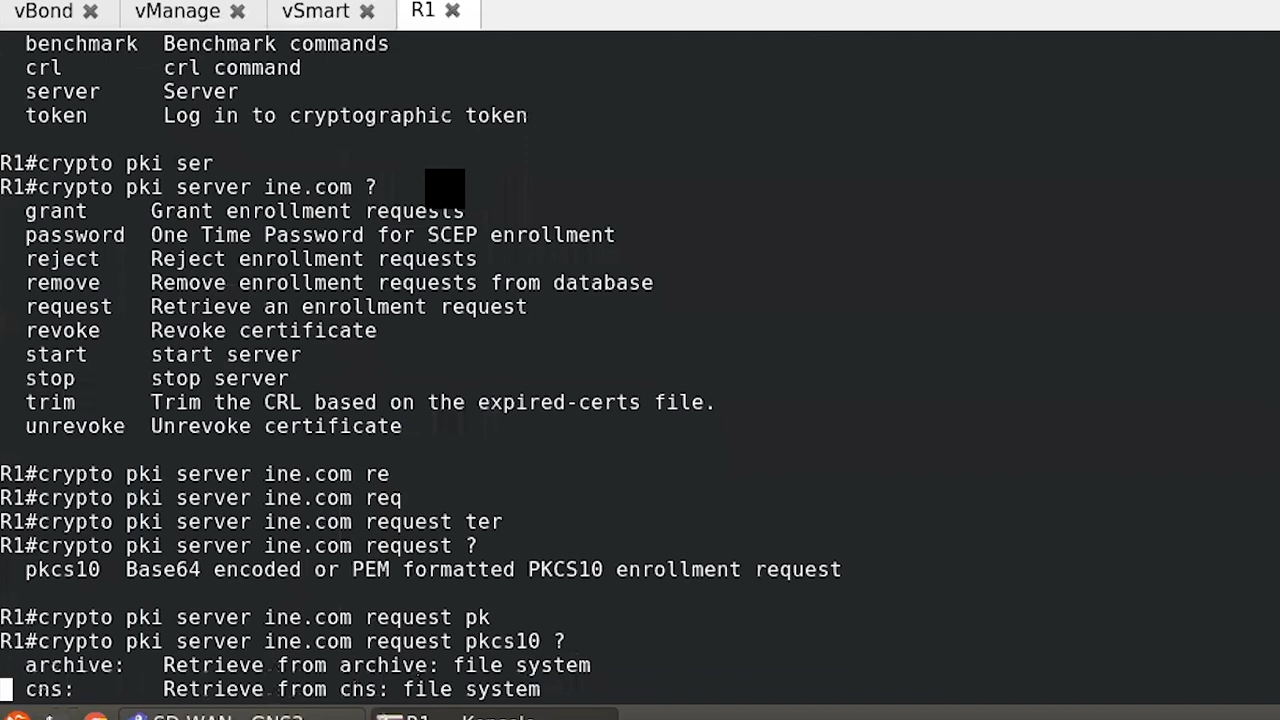 vBond vManage vSmart R1
benchmark Benchmark commands
crl crl command
server Server
token Log in to cryptographic token
R1#crypto pki ser
R1#crypto pki server ine.com ?
grant Grant enrollment requests
password One Time Password for SCEP enrollment
reject Reject enrollment requests
remove Remove enrollment requests from database
request Retrieve an enrollment request
revoke Revoke certificate
start start server
stop stop server
trim Trim the CRL based on the expired-certs file.
unrevoke Unrevoke certificate
R1#crypto pki server ine.com re
R1#crypto pki server ine.com req
R1#crypto pki server ine.com request ter
R1#crypto pki server ine.com request ?
pkcs10 Base64 encoded or PEM formatted PKCS10 enrollment request
R1#crypto pki server ine.com request pk
R1#crypto pki server ine.com request pkcs10 ?
archive: Retrieve from archive: file system
cns: Retrieve from cns: file system
SD-WAN - GNS3 R1 — Konsole